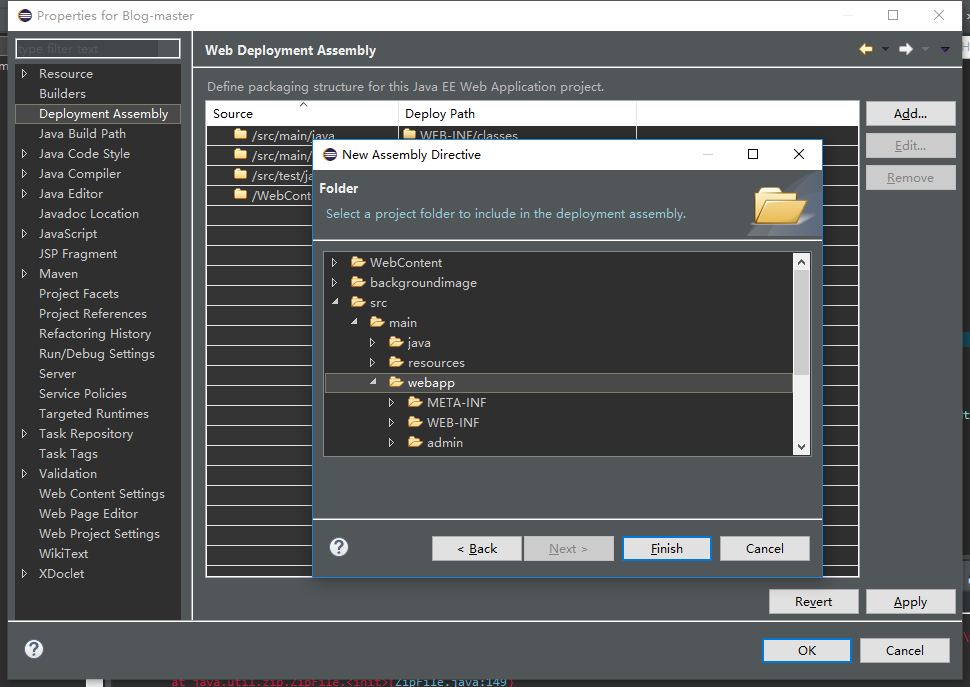 Properties for Blog-master
type filter text
Resource
Builders
Deployment Assembly
Java Build Path
Java Code Style
Java Compiler
Java Editor
Javadoc Location
JavaScript
JSP Fragment
Maven
Project Facets
Project References
Refactoring History
Run/Debug Settings
Server
Service Policies
Targeted Runtimes
Task Repository
Task Tags
Validation
Web Content Settings
Web Page Editor
Web Project Settings
WikiText
XDoclet
Web Deployment Assembly
Define packaging structure for this Java EE Web Application project.
Source Deploy Path
/src/main/java WEB-INF/classes
/src/main/
/src/test/ja
/WebCont
Add...
Edit...
Remove
New Assembly Directive
Folder
Select a project folder to include in the deployment assembly.
WebContent
backgroundimage
src
main
java
resources
webapp
META-INF
WEB-INF
admin
< Back Next > Finish Cancel
Revert Apply
OK Cancel
at java.util.zip.ZipFile.<init>(ZipFile.java:149)